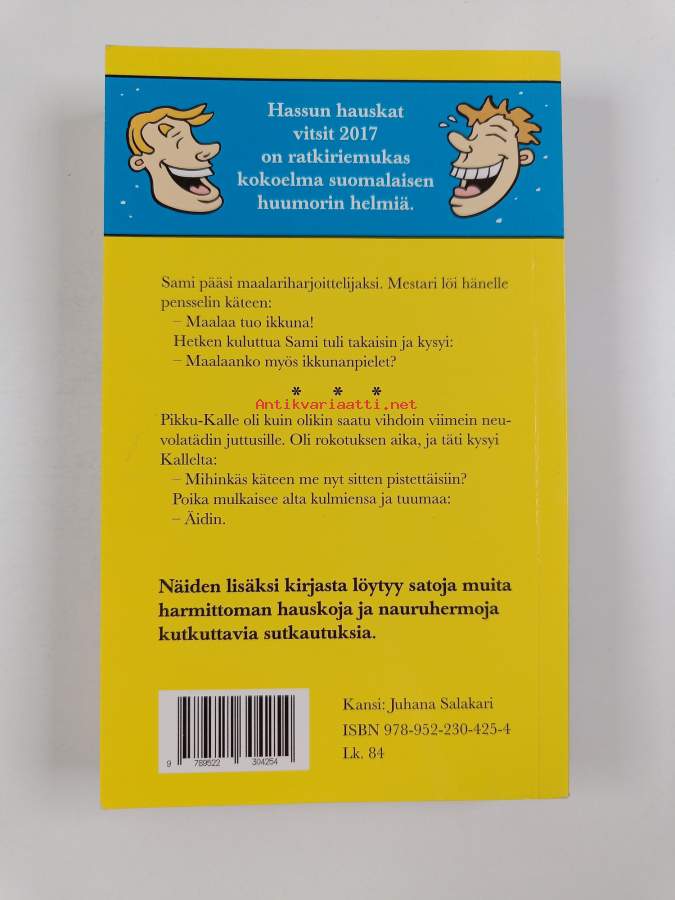 Hassun hauskat
vitsit 2017
on ratkiriemukas
kokoelma suomalaisen
huumorin helmiä.
Sami pääsi maalariharjoittelijaksi. Mestari löi hänelle
pensselin käteen:
– Maalaa tuo ikkuna!
Hetken kuluttua Sami tuli takaisin ja kysyi:
– Maalaanko myös ikkunanpielet?
* * *
Antikvariaatti.net
Pikku-Kalle oli kuin olikin saatu vihdoin viimein neu-
volatädin juttusille. Oli rokotuksen aika, ja täti kysyi
Kallelta:
– Mihinkäs käteen me nyt sitten pistettäisiin?
Poika mulkaisee alta kulmiensa ja tuumaa:
– Äidin.
Näiden lisäksi kirjasta löytyy satoja muita
harmittoman hauskoja ja nauruhermoja
kutkuttavia sutkautuksia.
Kansi: Juhana Salakari
ISBN 978-952-230-425-4
Lk. 84
9 789522 304254